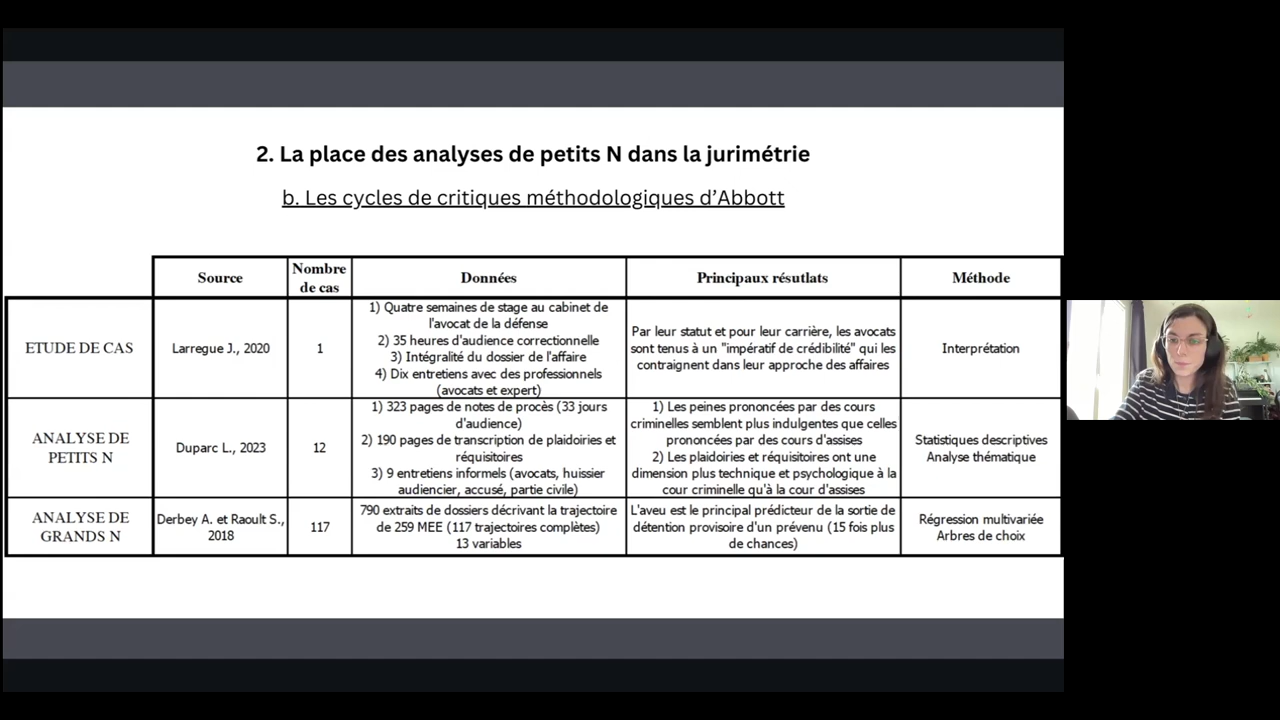 2. La place des analyses de petits N dans la jurimétrie
b. Les cycles de critiques méthodologiques d’Abbott
Source
Nombre
de cas
Données
Principaux résutlats
Méthode
ETUDE DE CAS
Larregue J., 2020
1
1) Quatre semaines de stage au cabinet de
l'avocat de la défense
2) 35 heures d'audience correctionnelle
3) Intégralité du dossier de l'affaire
4) Dix entretiens avec des professionnels
(avocats et expert)
Par leur statut et pour leur carrière, les avocats
sont tenus à un "impératif de crédibilité" qui les
contraignent dans leur approche des affaires
Interprétation
ANALYSE DE
PETITS N
Duparc L., 2023
12
1) 323 pages de notes de procès (33 jours
d'audience)
2) 190 pages de transcription de plaidoiries et
réquisitoires
3) 9 entretiens informels (avocats, huissier
audiencier, accusé, partie civile)
1) Les peines prononcées par des cours
criminelles semblent plus indulgentes que celles
prononcées par des cours d'assises
2) Les plaidoiries et réquisitoires ont une
dimension plus technique et psychologique à la
cour criminelle qu'à la cour d'assises
Statistiques descriptives
Analyse thématique
ANALYSE DE
GRANDS N
Derbey A. et Raoult S.,
2018
117
790 extraits de dossiers décrivant la trajectoire
de 259 MEE (117 trajectoires complètes)
13 variables
L'aveu est le principal prédicteur de la sortie de
détention provisoire d'un prévenu (15 fois plus
de chances)
Régression multivariée
Arbres de choix